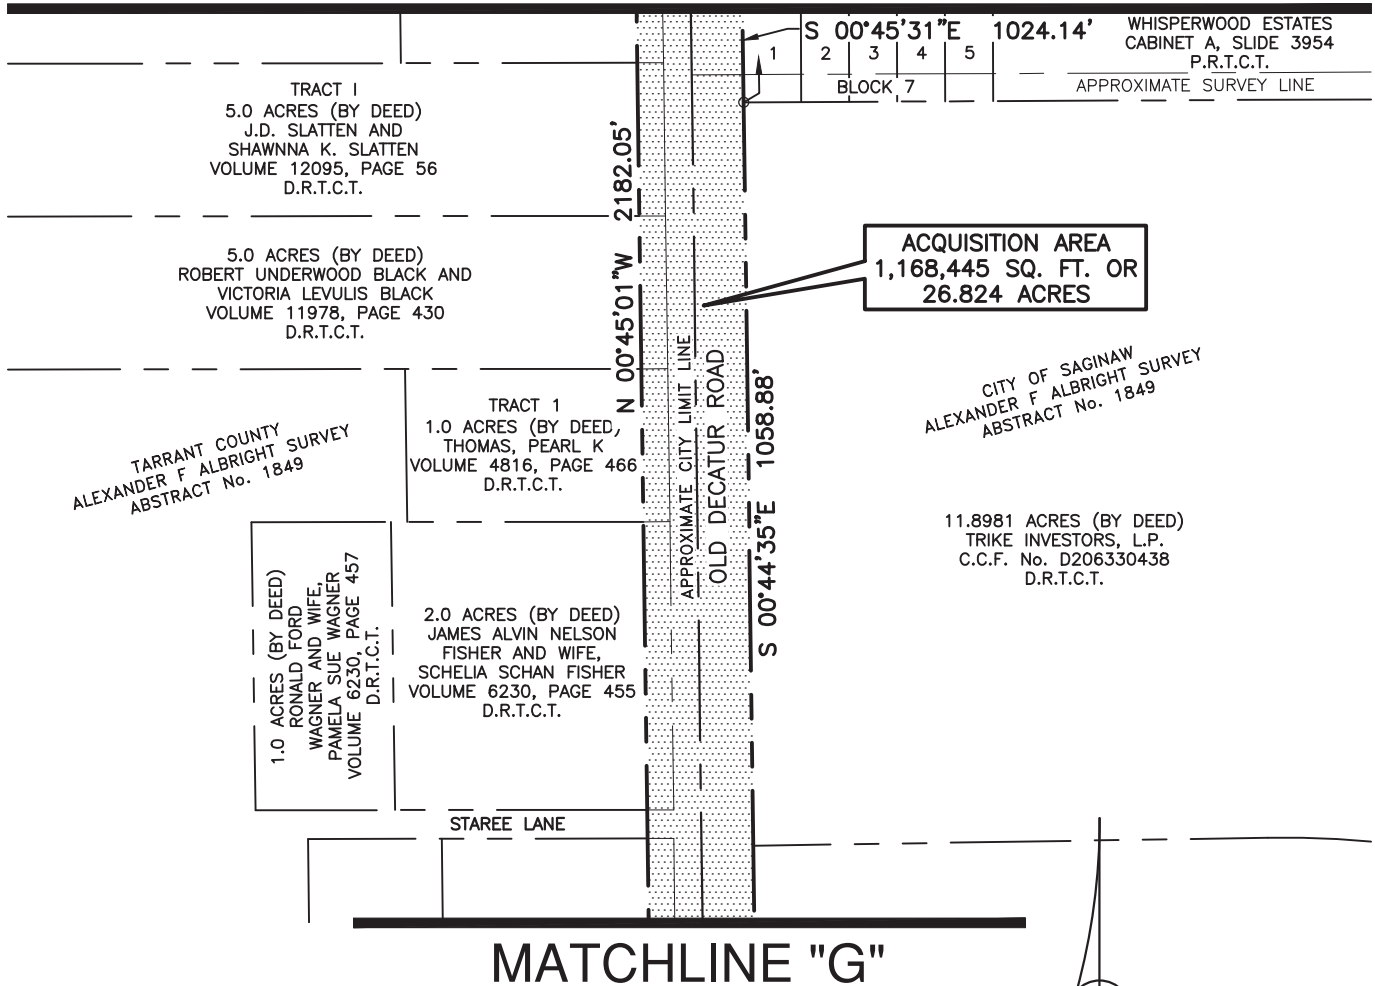 S 00°45'31"E 1024.14'
WHISPERWOOD ESTATES
CABINET A, SLIDE 3954
P.R.T.C.T.
1 2 3 4 5
BLOCK 7
APPROXIMATE SURVEY LINE
TRACT I
5.0 ACRES (BY DEED)
J.D. SLATTEN AND
SHAWNNA K. SLATTEN
VOLUME 12095, PAGE 56
D.R.T.C.T.
5.0 ACRES (BY DEED)
ROBERT UNDERWOOD BLACK AND
VICTORIA LEVULIS BLACK
VOLUME 11978, PAGE 430
D.R.T.C.T.
N 00°45'01"W 2182.05'
ACQUISITION AREA
1,168,445 SQ. FT. OR
26.824 ACRES
APPROXIMATE CITY LIMIT LINE
OLD DECATUR ROAD
S 00°44'35"E 1058.88'
CITY OF SAGINAW
ALEXANDER F ALBRIGHT SURVEY
ABSTRACT No. 1849
TARRANT COUNTY
ALEXANDER F ALBRIGHT SURVEY
ABSTRACT No. 1849
TRACT 1
1.0 ACRES (BY DEED)
THOMAS, PEARL K
VOLUME 4816, PAGE 466
D.R.T.C.T.
11.8981 ACRES (BY DEED)
TRIKE INVESTORS, L.P.
C.C.F. No. D206330438
D.R.T.C.T.
1.0 ACRES (BY DEED)
RONALD FORD
WAGNER AND WIFE,
PAMELA SUE WAGNER
VOLUME 6230, PAGE 457
D.R.T.C.T.
2.0 ACRES (BY DEED)
JAMES ALVIN NELSON
FISHER AND WIFE,
SCHELIA SCHAN FISHER
VOLUME 6230, PAGE 455
D.R.T.C.T.
STAREE LANE
MATCHLINE "G"